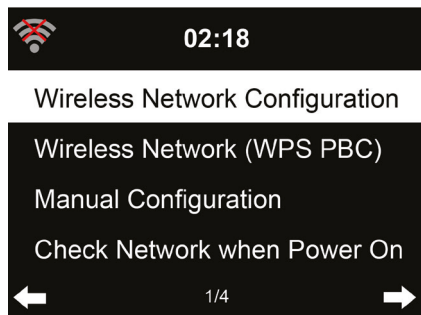 02:18
Wireless Network Configuration
Wireless Network (WPS PBC)
Manual Configuration
Check Network when Power On
1/4